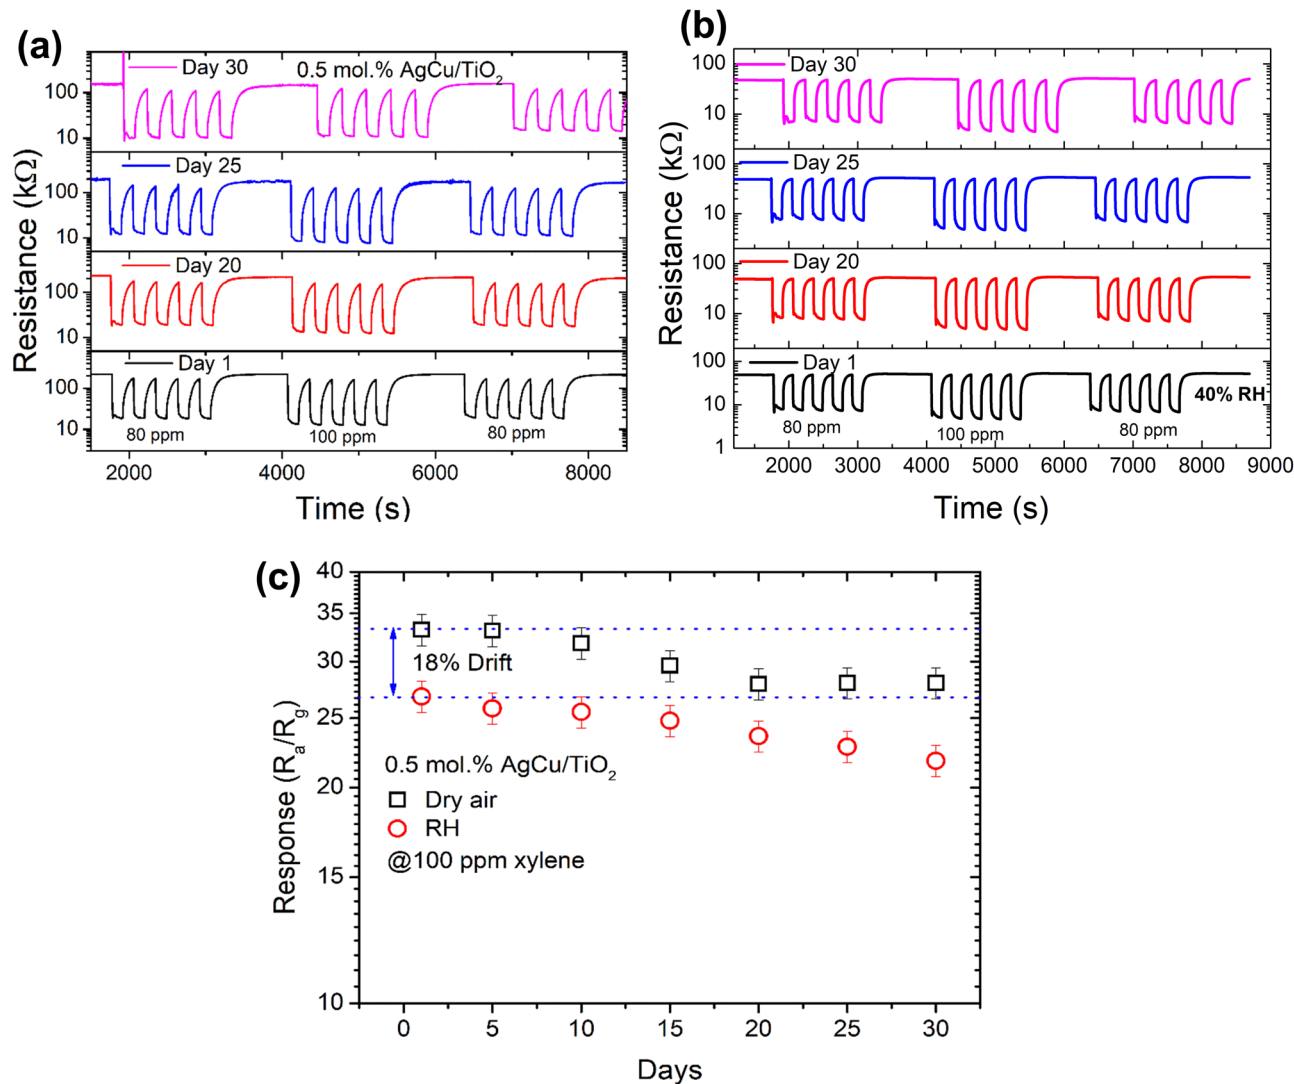 (a)
Resistance (kΩ)
Day 30
0.5 mol.% AgCu/TiO2
100
10
Day 25
100
10
Day 20
100
10
Day 1
100
10
80 ppm
100 ppm
80 ppm
2000
4000
6000
8000
Time (s)
(b)
Resistance (kΩ)
Day 30
100
10
Day 25
100
10
Day 20
100
10
Day 1
100
10
1
40% RH
80 ppm
100 ppm
80 ppm
2000 3000 4000 5000 6000 7000 8000 9000
Time (s)
(c)
Response (Ra/Rg)
40
35
30
25
20
15
10
18% Drift
0.5 mol.% AgCu/TiO2
Dry air
RH
@100 ppm xylene
0 5 10 15 20 25 30
Days